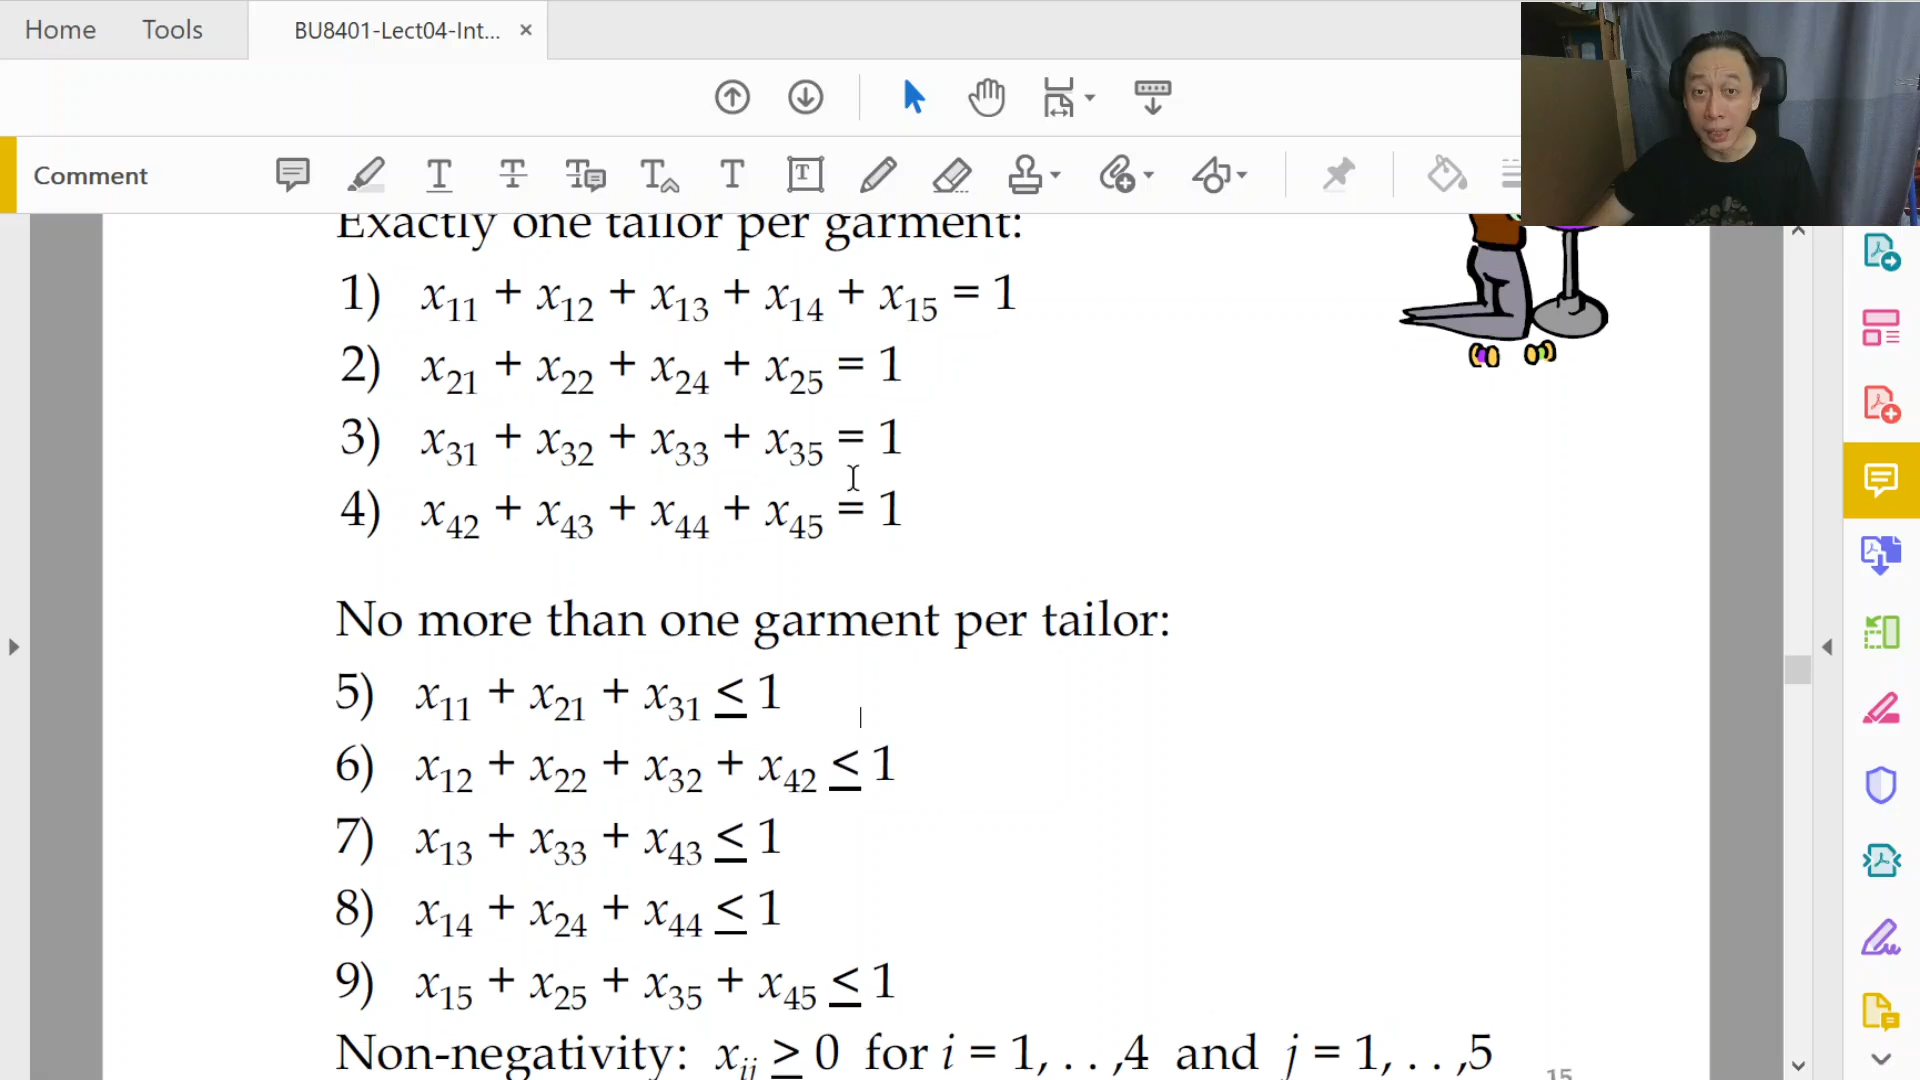 Home Tools BU8401-Lect04-Int... ×
Comment
Exactly one tailor per garment:
1) x11 + x12 + x13 + x14 + x15 = 1
2) x21 + x22 + x24 + x25 = 1
3) x31 + x32 + x33 + x35 = 1
4) x42 + x43 + x44 + x45 = 1
No more than one garment per tailor:
5) x11 + x21 + x31 ≤ 1
6) x12 + x22 + x32 + x42 ≤ 1
7) x13 + x33 + x43 ≤ 1
8) x14 + x24 + x44 ≤ 1
9) x15 + x25 + x35 + x45 ≤ 1
Non-negativity: xij ≥ 0 for i = 1, . . ,4 and j = 1, . . ,5
15